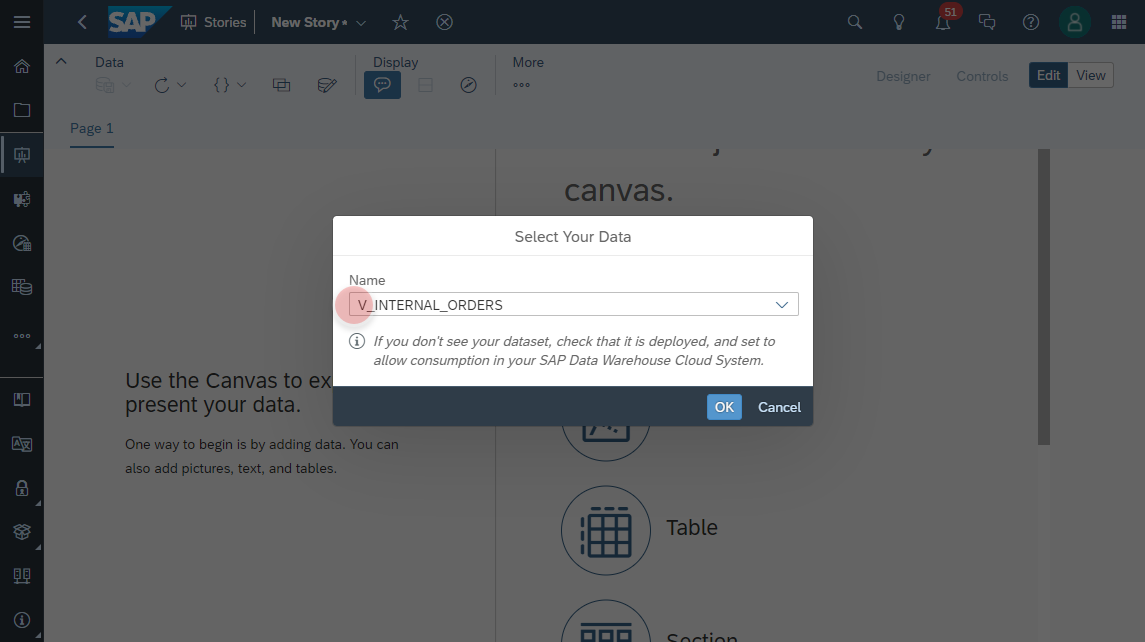 SAP Stories New Story * 51
Data Display More
Designer Controls Edit View
Page 1
canvas.
Select Your Data
Name
V_INTERNAL_ORDERS
If you don't see your dataset, check that it is deployed, and set to
allow consumption in your SAP Data Warehouse Cloud System.
OK Cancel
Use the Canvas to ex
present your data.
One way to begin is by adding data. You can
also add pictures, text, and tables.
Table
Section